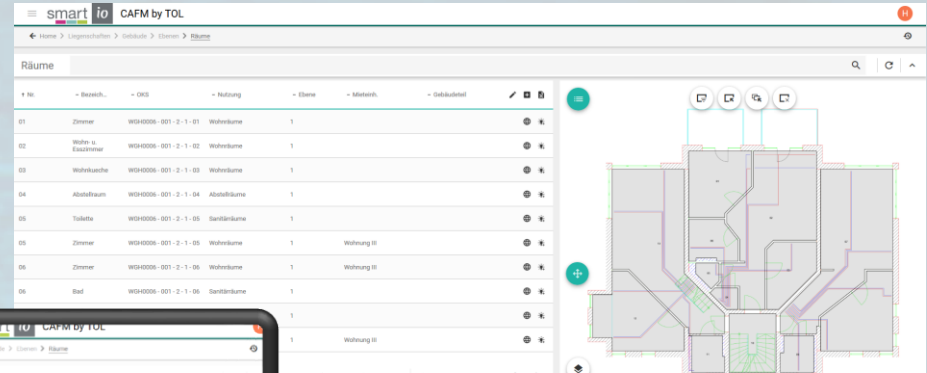 smart io CAFM by TOL H
Home > Liegenschaften > Gebäude > Ebenen > Räume
Räume
Nr. Bezeich... OKS Nutzung Ebene Mieteinh. Gebäudeteil
01 Zimmer WGH0006 - 001 - 2 - 1 - 01 Wohnräume 1
02 Wohn- u. Esszimmer WGH0006 - 001 - 2 - 1 - 02 Wohnräume 1
03 Wohnkueche WGH0006 - 001 - 2 - 1 - 03 Wohnräume 1
04 Abstellraum WGH0006 - 001 - 2 - 1 - 04 Abstellräume 1
05 Toilette WGH0006 - 001 - 2 - 1 - 05 Sanitärräume 1
05 Zimmer WGH0006 - 001 - 2 - 1 - 05 Wohnräume 1 Wohnung III
06 Zimmer WGH0006 - 001 - 2 - 1 - 06 Wohnräume 1 Wohnung III
06 Bad WGH0006 - 001 - 2 - 1 - 06 Sanitärräume 1
1
1 Wohnung III
rt io CAFM by TOL
de > Ebenen > Räume